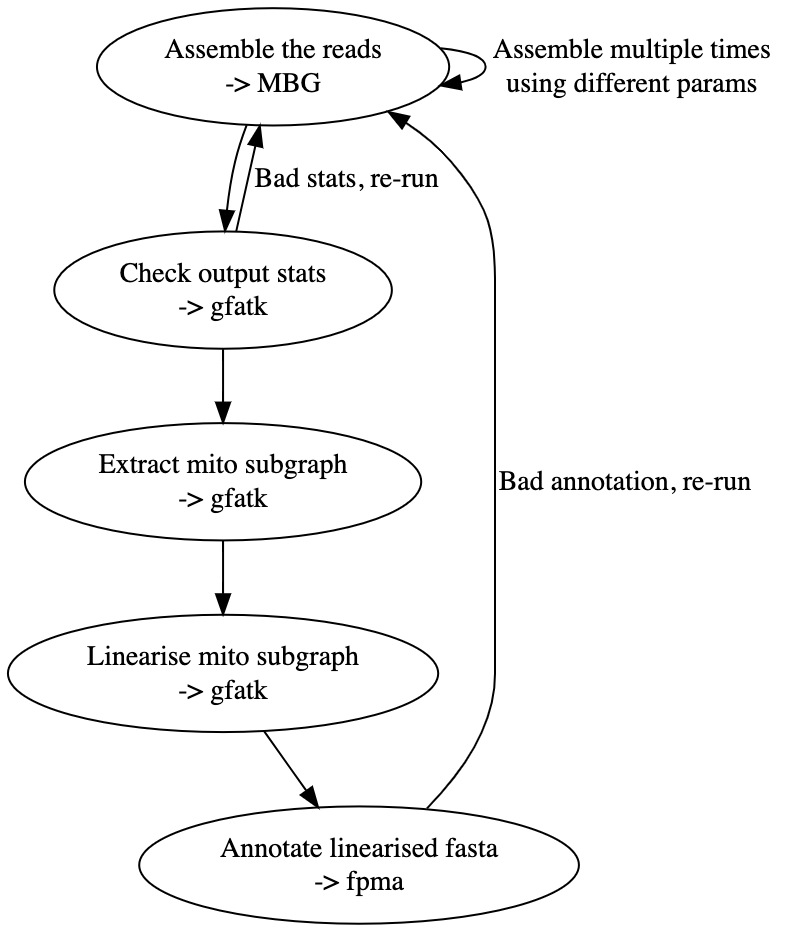 Assemble the reads
-> MBG
Assemble multiple times
using different params
Bad stats, re-run
Check output stats
-> gfatk
Extract mito subgraph
-> gfatk
Bad annotation, re-run
Linearise mito subgraph
-> gfatk
Annotate linearised fasta
-> fpma